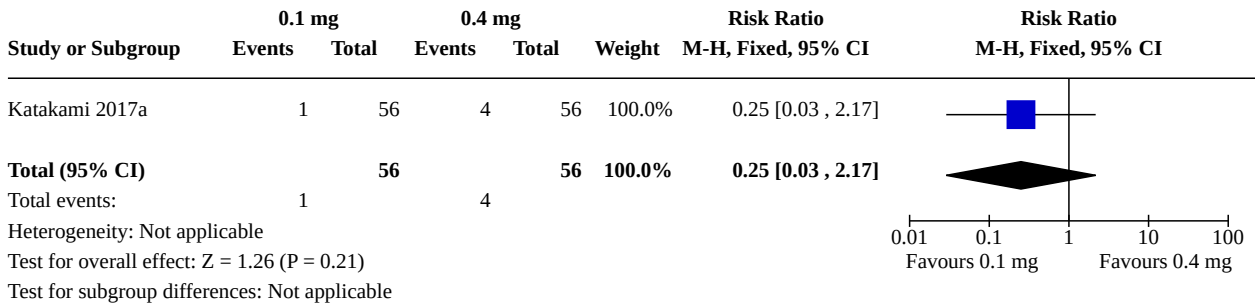 0.1 mg 0.4 mg Risk Ratio Risk Ratio
Study or Subgroup Events Total Events Total Weight M-H, Fixed, 95% CI M-H, Fixed, 95% CI
Katakami 2017a 1 56 4 56 100.0% 0.25 [0.03 , 2.17]
Total (95% CI) 56 56 100.0% 0.25 [0.03 , 2.17]
Total events: 1 4
Heterogeneity: Not applicable
0.01 0.1 1 10 100
Test for overall effect: Z = 1.26 (P = 0.21)
Favours 0.1 mg Favours 0.4 mg
Test for subgroup differences: Not applicable